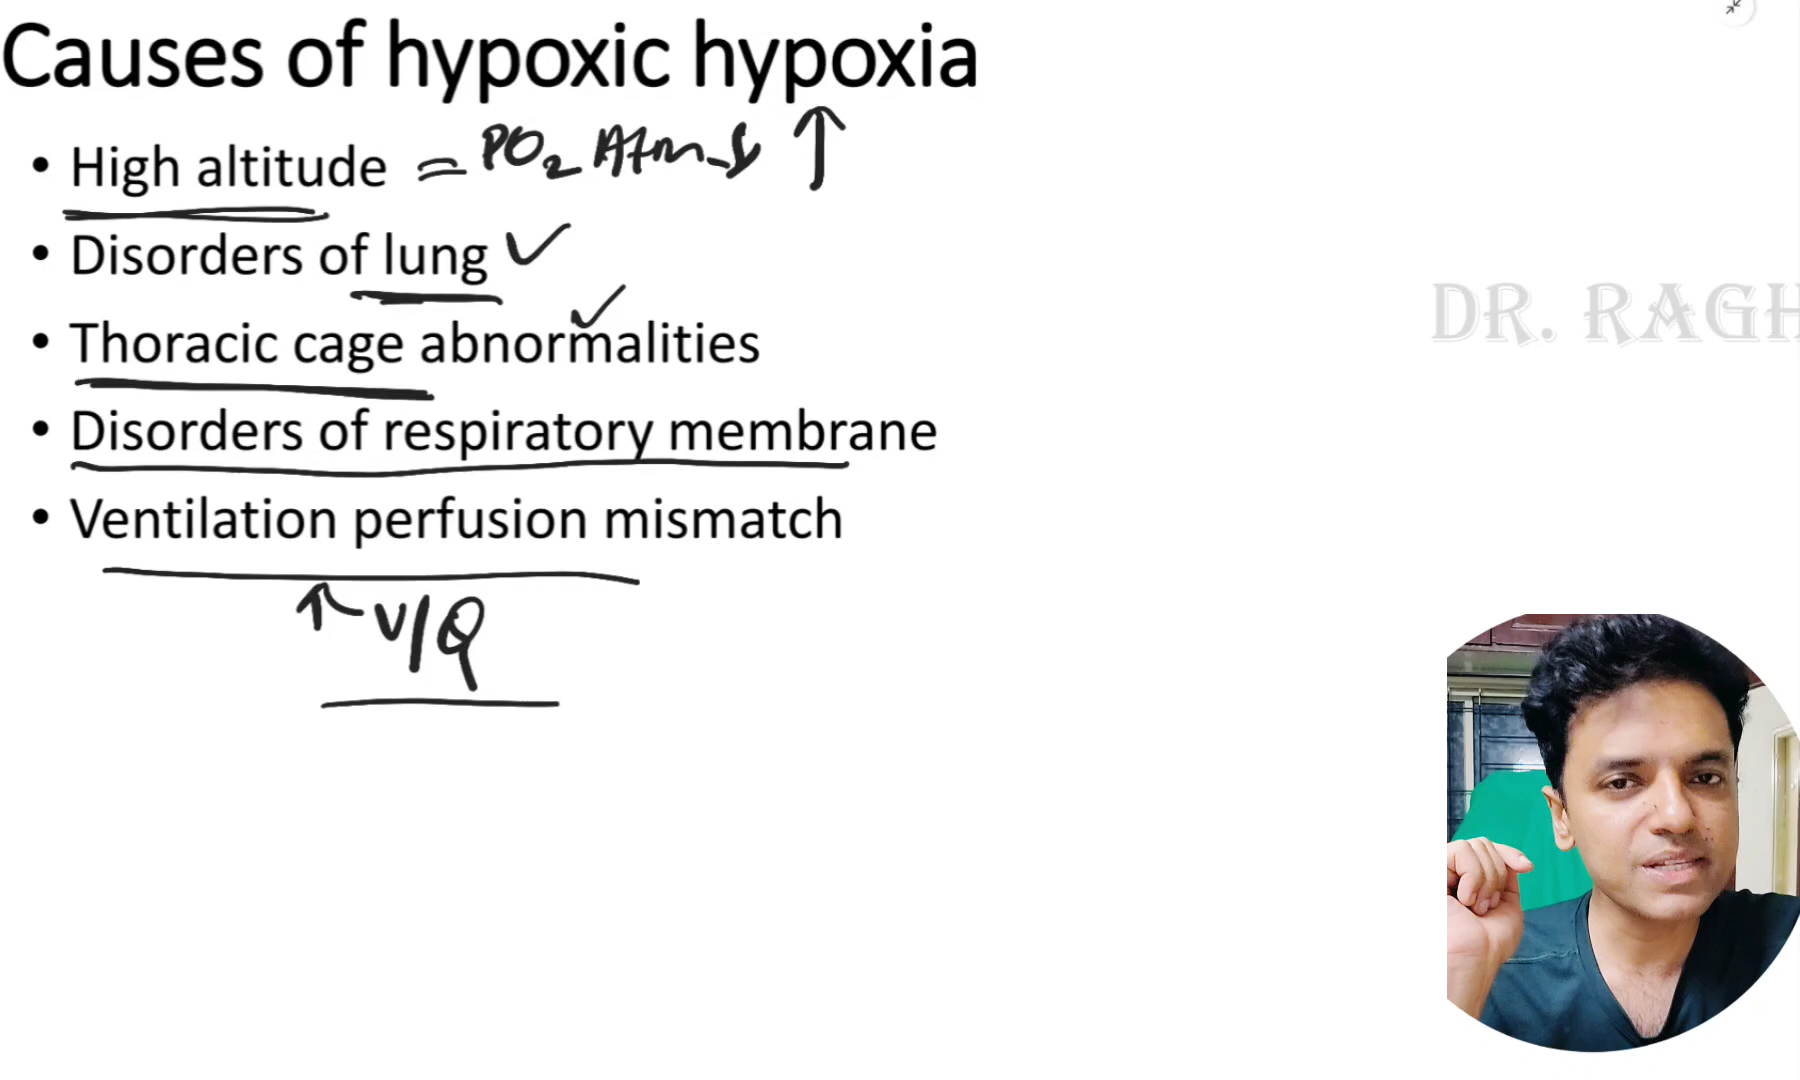 Causes of hypoxic hypoxia
• High altitude = PO₂ Atm ↓ ↑
• Disorders of lung ✓
• Thoracic cage abnormalities ✓
• Disorders of respiratory membrane
• Ventilation perfusion mismatch
↑ V/Q
DR. RAGH